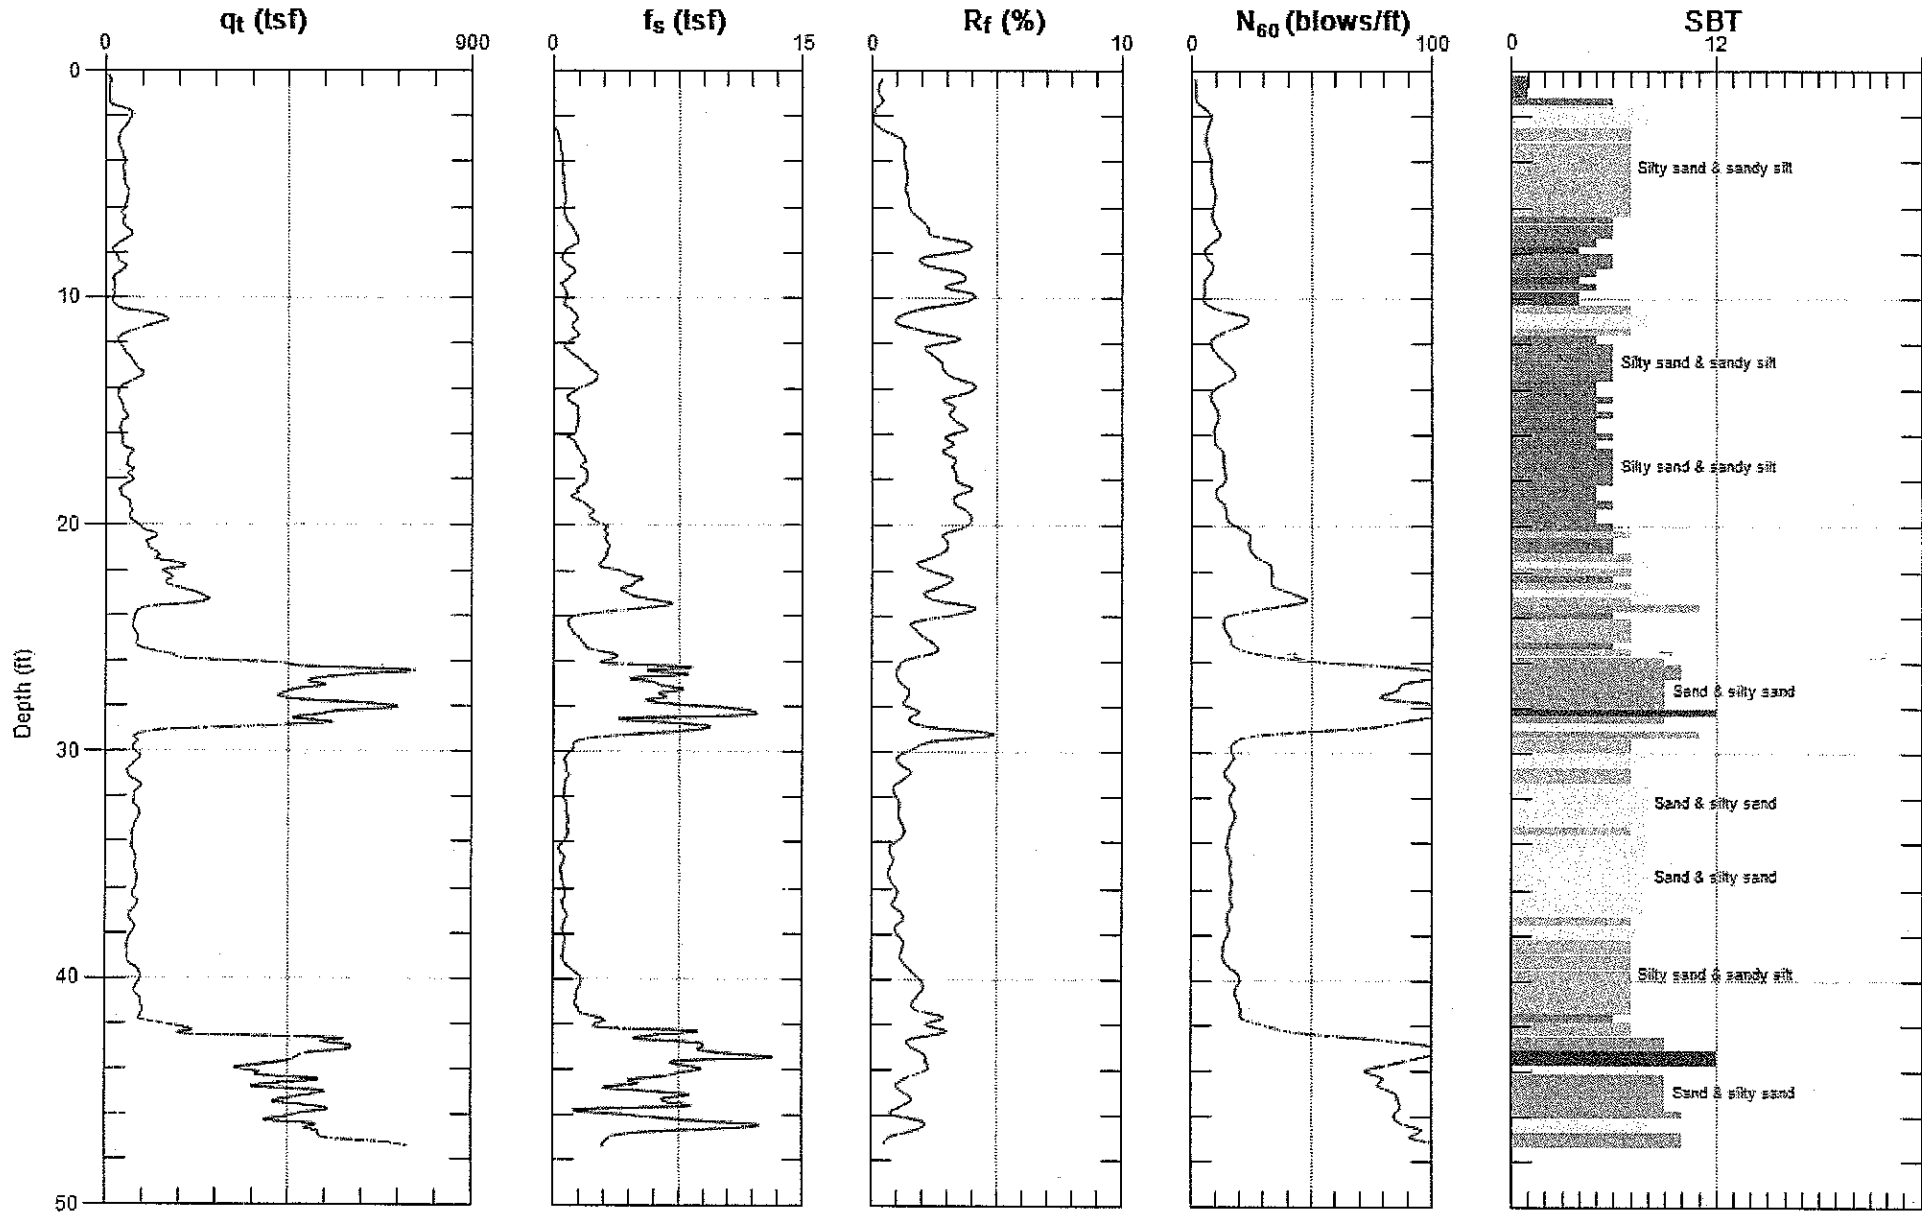 qt (tsf) fs (tsf) Rf (%) N60 (blows/ft) SBT
0 900 0 15 0 10 0 100 0 12
0
Silty sand & sandy silt
10
Silty sand & sandy silt
Silty sand & sandy silt
20
Sand & silty sand
Depth (ft)
30
Sand & silty sand
Sand & silty sand
40
Silty sand & sandy silt
Sand & silty sand
50